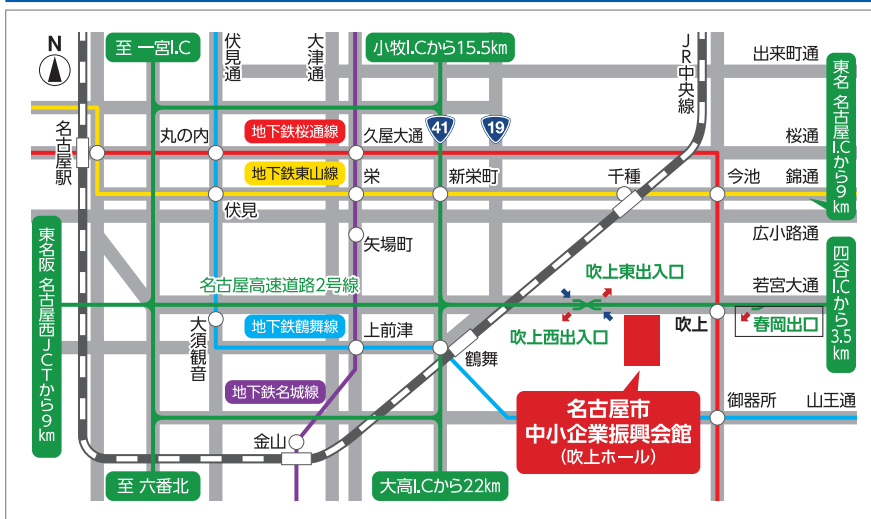 N
至 一宮I.C
伏見通
大津通
小牧I.Cから15.5km
JR中央線
出来町通
東名 名古屋I.Cから9km
名古屋駅
丸の内
地下鉄桜通線
久屋大通
41
19
桜通
地下鉄東山線
栄
新栄町
千種
今池
錦通
伏見
東名阪 名古屋西JCTから9km
矢場町
広小路通
四谷I.Cから3.5km
名古屋高速道路2号線
吹上東出入口
若宮大通
大須観音
地下鉄鶴舞線
上前津
鶴舞
吹上西出入口
吹上
春岡出口
地下鉄名城線
名古屋市
中小企業振興会館
(吹上ホール)
御器所
山王通
金山
至 六番北
大高I.Cから22km